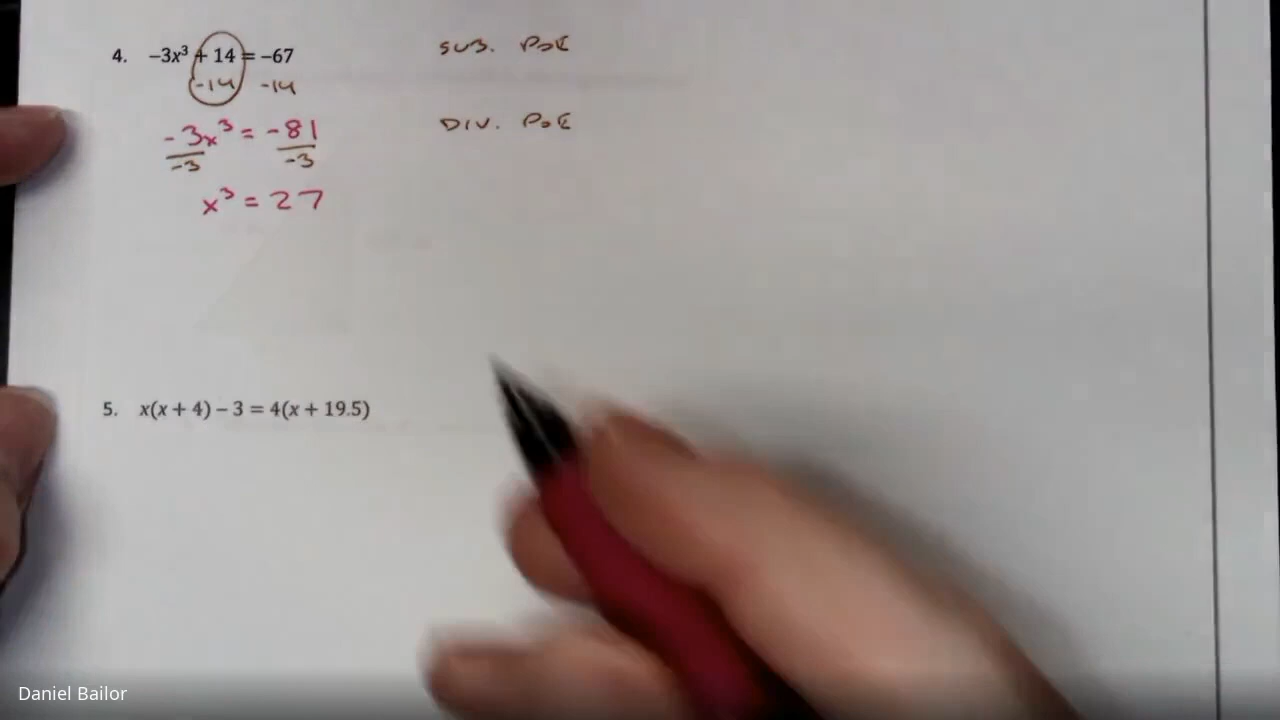 4. −3x³ + 14 = −67 SUB. PoE
-14 -14
-3x³ = -81 DIV. PoE
-3 -3
x³ = 27
5. x(x + 4) − 3 = 4(x + 19.5)
Daniel Bailor